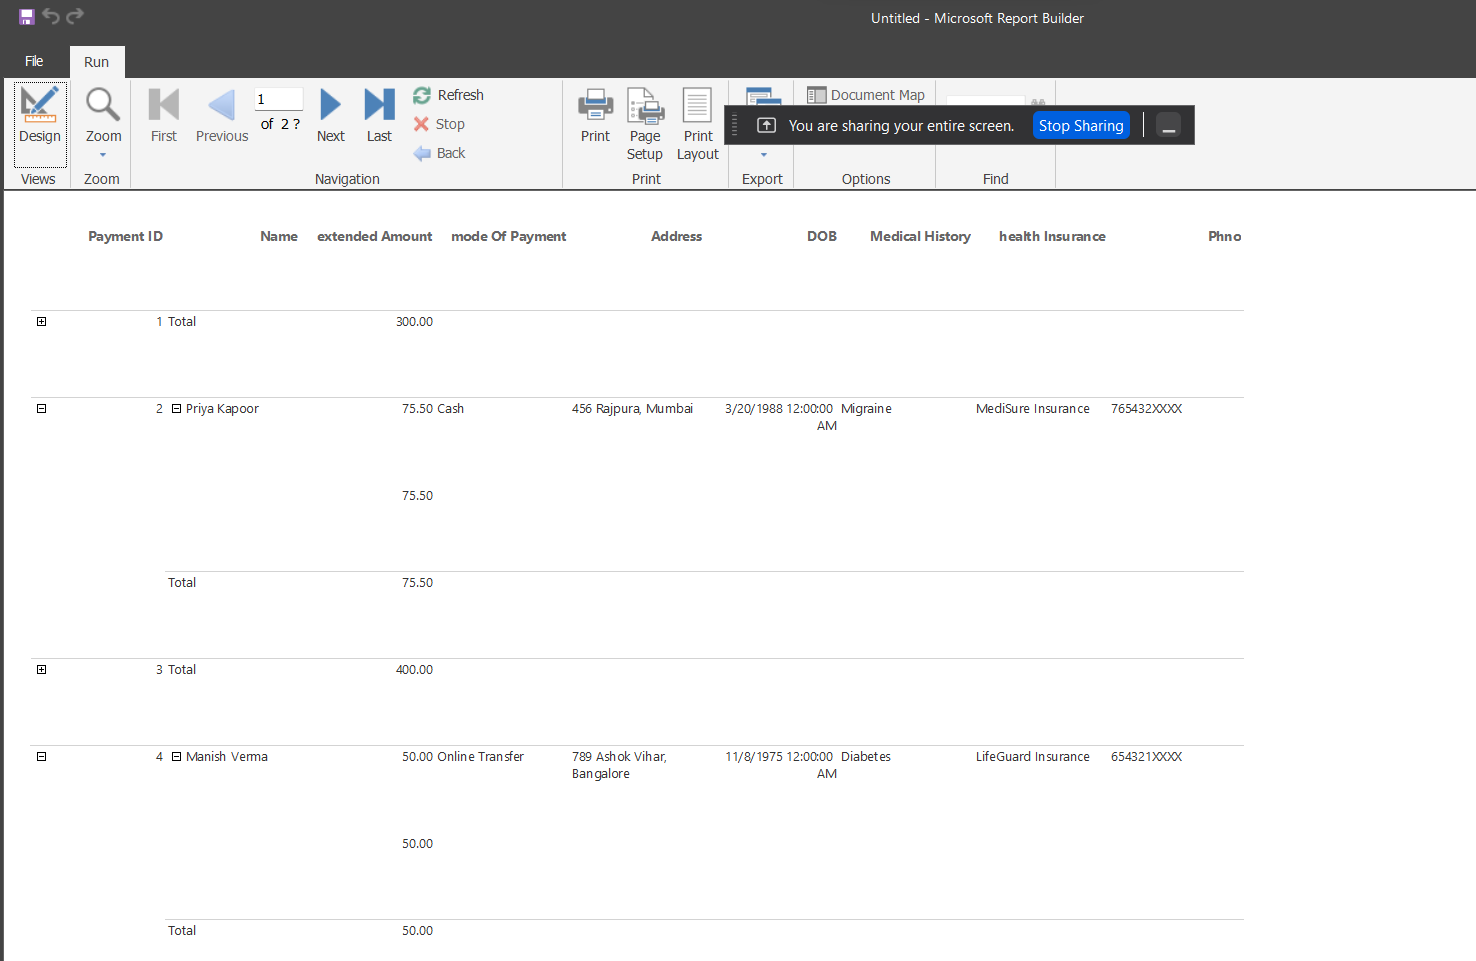 Untitled - Microsoft Report Builder
File Run
Design
Views
Zoom
Zoom
First
Previous
1
of 2 ?
Next
Last
Refresh
Stop
Back
Navigation
Print
Page Setup
Print Layout
Print
Export
Document Map
Options
Find
You are sharing your entire screen. Stop Sharing
Payment ID Name extended Amount mode Of Payment Address DOB Medical History health Insurance Phno
1 Total 300.00
2 Priya Kapoor 75.50 Cash 456 Rajpura, Mumbai 3/20/1988 12:00:00 AM Migraine MediSure Insurance 765432XXXX
75.50
Total 75.50
3 Total 400.00
4 Manish Verma 50.00 Online Transfer 789 Ashok Vihar, Bangalore 11/8/1975 12:00:00 AM Diabetes LifeGuard Insurance 654321XXXX
50.00
Total 50.00